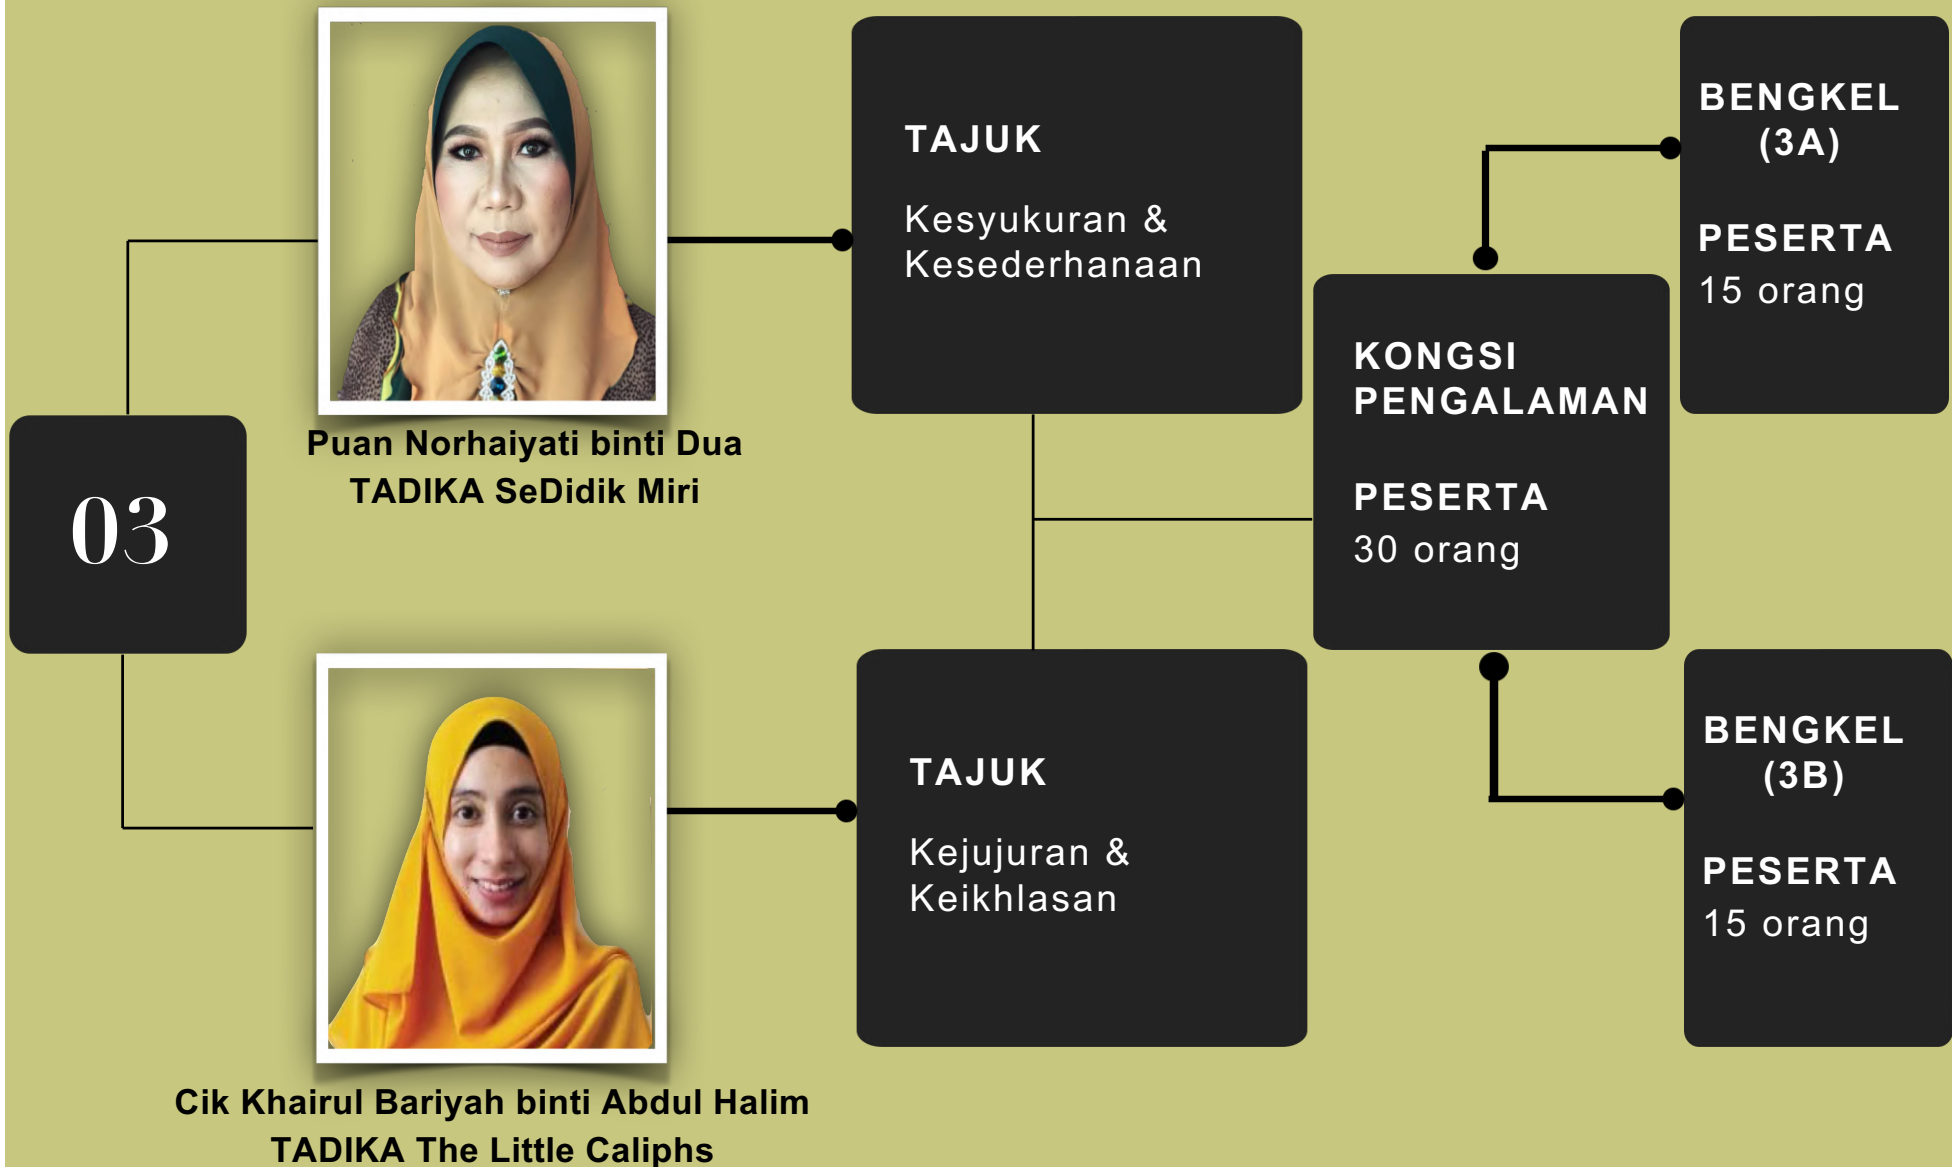 03
Puan Norhaiyati binti Dua
TADIKA SeDidik Miri
TAJUK
Kesyukuran &
Kesederhanaan
Cik Khairul Bariyah binti Abdul Halim
TADIKA The Little Caliphs
TAJUK
Kejujuran &
Keikhlasan
KONGSI
PENGALAMAN
PESERTA
30 orang
BENGKEL
(3A)
PESERTA
15 orang
BENGKEL
(3B)
PESERTA
15 orang